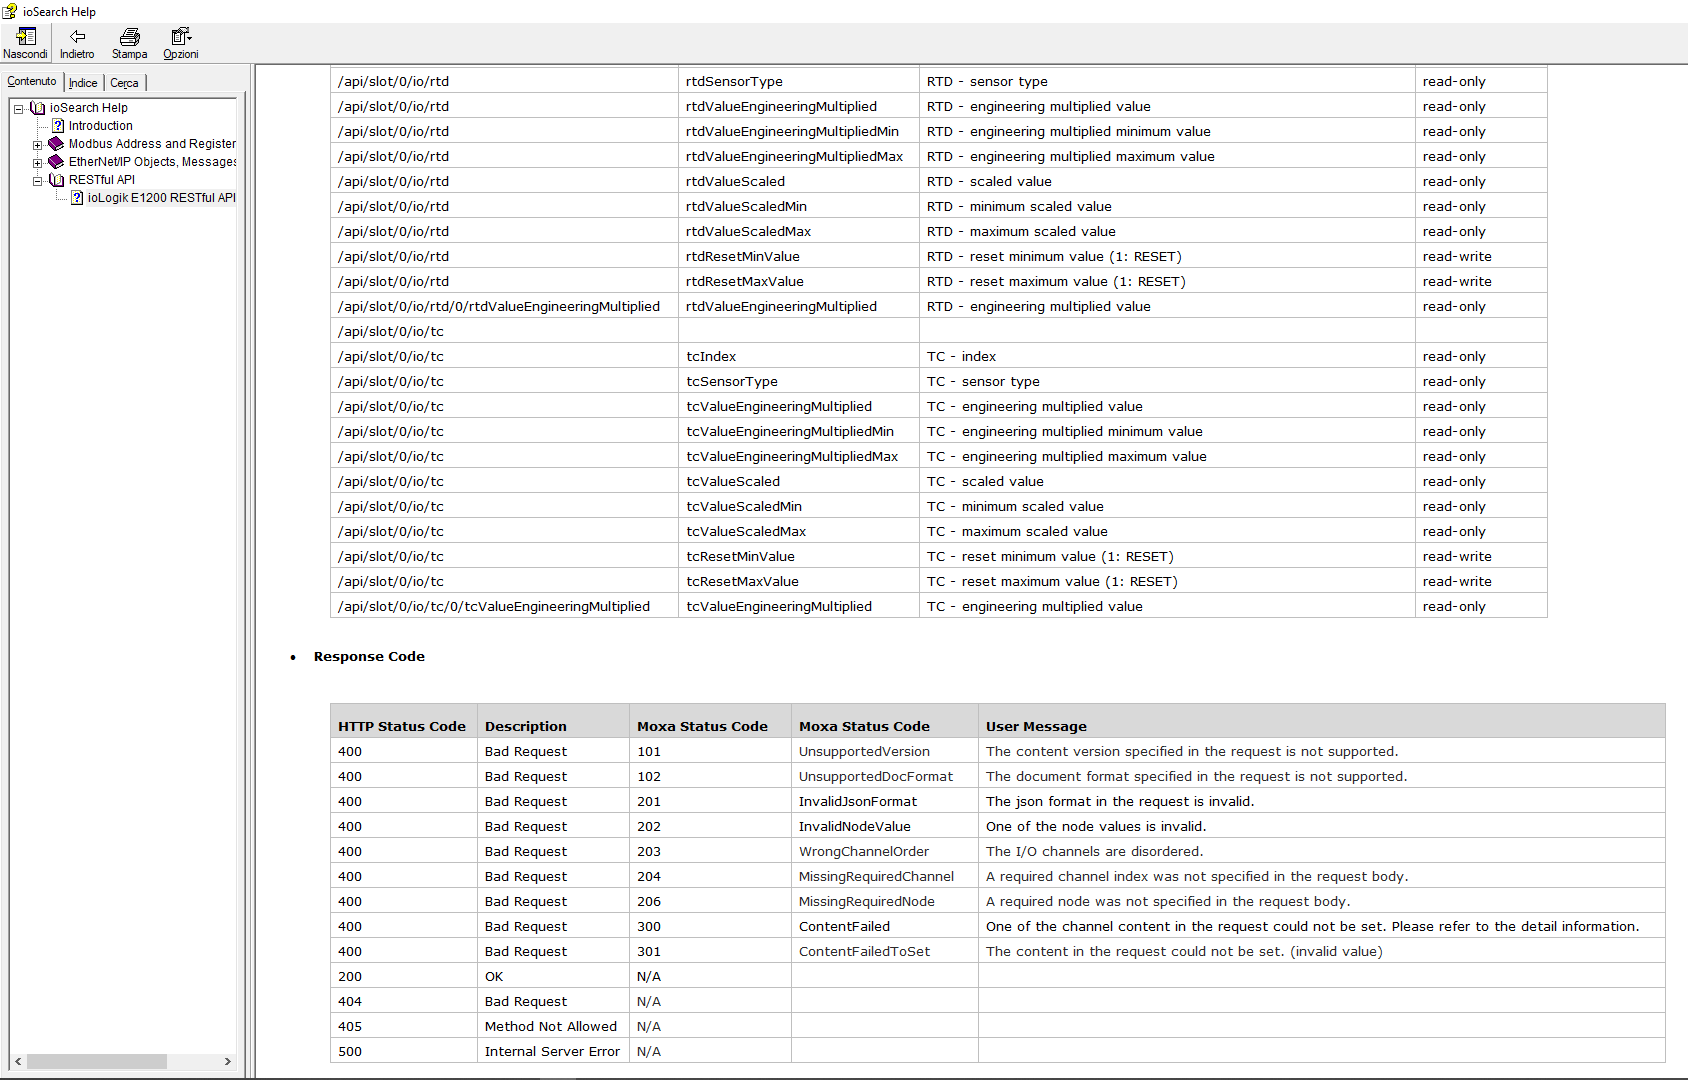 ioSearch Help
Nascondi Indietro Stampa Opzioni
Contenuto Indice Cerca
ioSearch Help
Introduction
Modbus Address and Register
EtherNet/IP Objects, Messages
RESTful API
ioLogik E1200 RESTful API
/api/slot/0/io/rtd rtdSensorType RTD - sensor type read-only
/api/slot/0/io/rtd rtdValueEngineeringMultiplied RTD - engineering multiplied value read-only
/api/slot/0/io/rtd rtdValueEngineeringMultipliedMin RTD - engineering multiplied minimum value read-only
/api/slot/0/io/rtd rtdValueEngineeringMultipliedMax RTD - engineering multiplied maximum value read-only
/api/slot/0/io/rtd rtdValueScaled RTD - scaled value read-only
/api/slot/0/io/rtd rtdValueScaledMin RTD - minimum scaled value read-only
/api/slot/0/io/rtd rtdValueScaledMax RTD - maximum scaled value read-only
/api/slot/0/io/rtd rtdResetMinValue RTD - reset minimum value (1: RESET) read-write
/api/slot/0/io/rtd rtdResetMaxValue RTD - reset maximum value (1: RESET) read-write
/api/slot/0/io/rtd/0/rtdValueEngineeringMultiplied rtdValueEngineeringMultiplied RTD - engineering multiplied value read-only
/api/slot/0/io/tc
/api/slot/0/io/tc tcIndex TC - index read-only
/api/slot/0/io/tc tcSensorType TC - sensor type read-only
/api/slot/0/io/tc tcValueEngineeringMultiplied TC - engineering multiplied value read-only
/api/slot/0/io/tc tcValueEngineeringMultipliedMin TC - engineering multiplied minimum value read-only
/api/slot/0/io/tc tcValueEngineeringMultipliedMax TC - engineering multiplied maximum value read-only
/api/slot/0/io/tc tcValueScaled TC - scaled value read-only
/api/slot/0/io/tc tcValueScaledMin TC - minimum scaled value read-only
/api/slot/0/io/tc tcValueScaledMax TC - maximum scaled value read-only
/api/slot/0/io/tc tcResetMinValue TC - reset minimum value (1: RESET) read-write
/api/slot/0/io/tc tcResetMaxValue TC - reset maximum value (1: RESET) read-write
/api/slot/0/io/tc/0/tcValueEngineeringMultiplied tcValueEngineeringMultiplied TC - engineering multiplied value read-only
• Response Code
HTTP Status Code Description Moxa Status Code Moxa Status Code User Message
400 Bad Request 101 UnsupportedVersion The content version specified in the request is not supported.
400 Bad Request 102 UnsupportedDocFormat The document format specified in the request is not supported.
400 Bad Request 201 InvalidJsonFormat The json format in the request is invalid.
400 Bad Request 202 InvalidNodeValue One of the node values is invalid.
400 Bad Request 203 WrongChannelOrder The I/O channels are disordered.
400 Bad Request 204 MissingRequiredChannel A required channel index was not specified in the request body.
400 Bad Request 206 MissingRequiredNode A required node was not specified in the request body.
400 Bad Request 300 ContentFailed One of the channel content in the request could not be set. Please refer to the detail information.
400 Bad Request 301 ContentFailedToSet The content in the request could not be set. (invalid value)
200 OK N/A
404 Bad Request N/A
405 Method Not Allowed N/A
500 Internal Server Error N/A